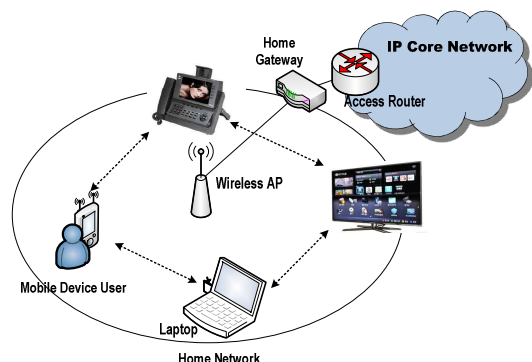 IP Core Network
Home
Gateway
Access Router
Wireless AP
Mobile Device User
Laptop
Home Network